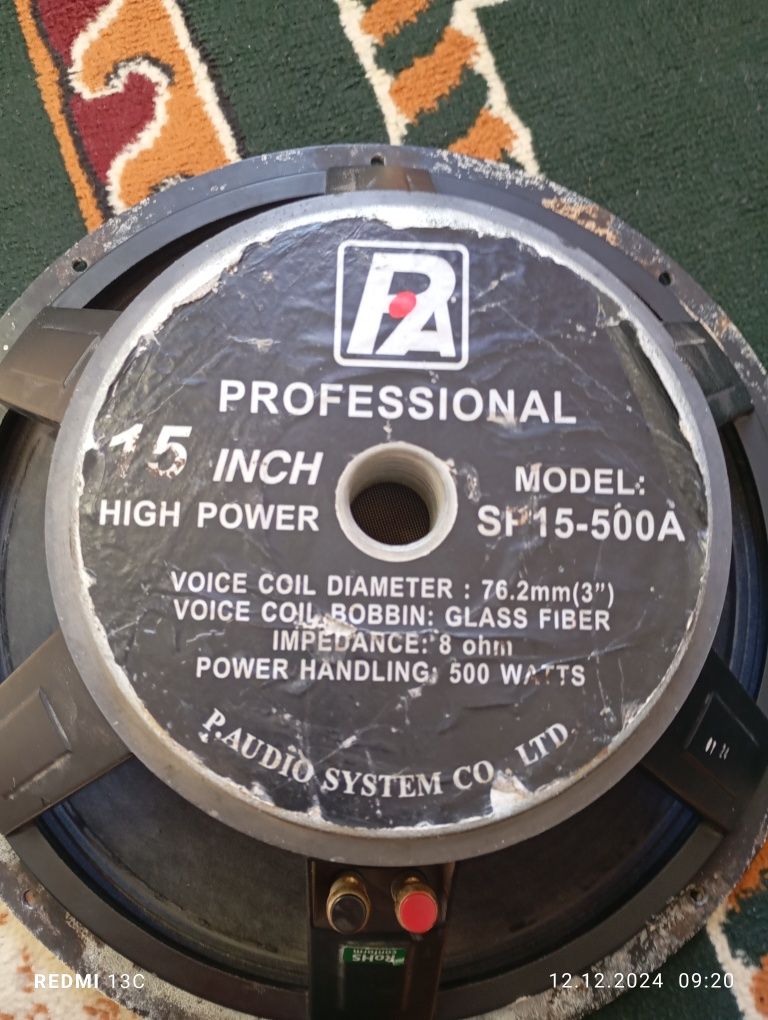 PA
PROFESSIONAL
15 INCH
HIGH POWER
MODEL:
SP15-500A
VOICE COIL DIAMETER : 76.2mm(3")
VOICE COIL BOBBIN: GLASS FIBER
IMPEDANCE: 8 ohm
POWER HANDLING: 500 WATTS
P.AUDIO SYSTEM CO., LTD.
RoHS
conform
REDMI 13C
12.12.2024 09:20